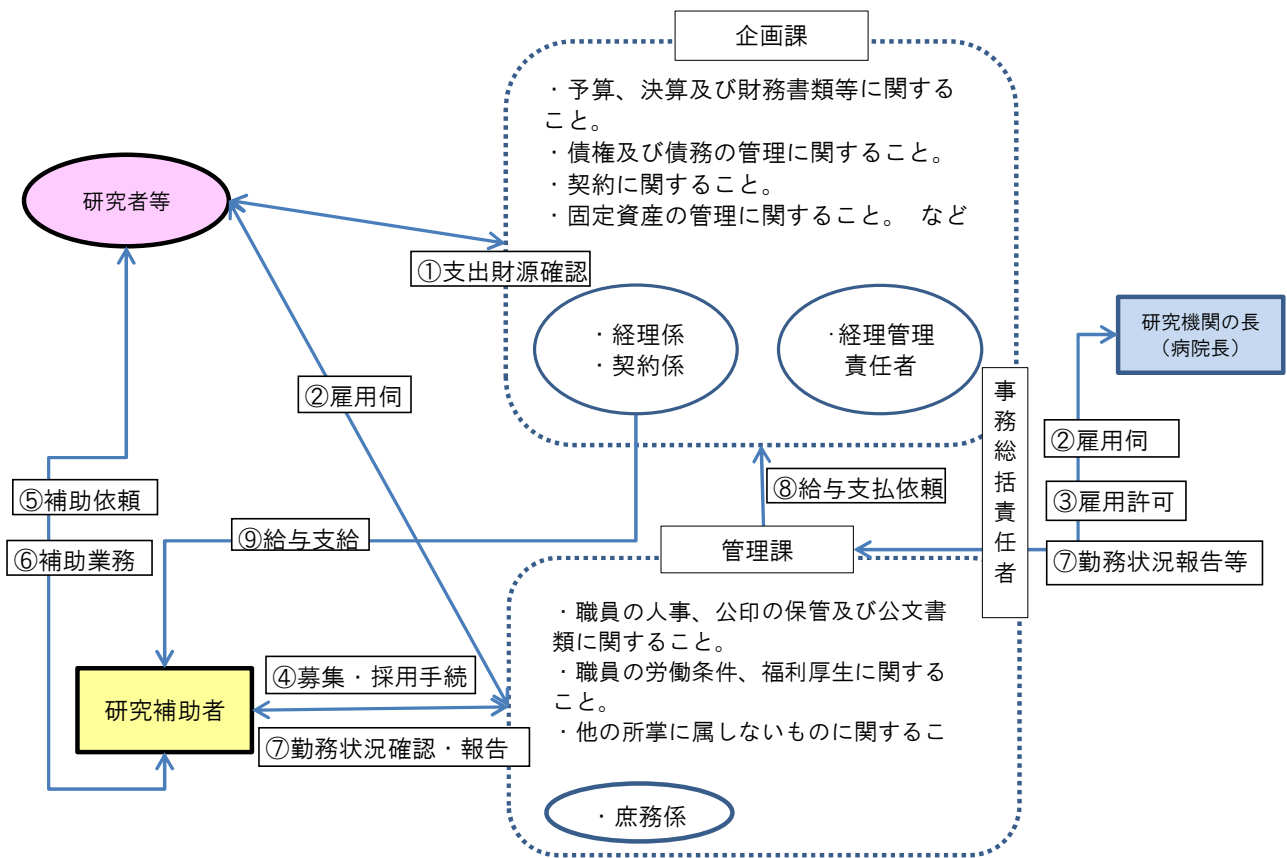 企画課
・予算、決算及び財務書類等に関する
こと。
・債権及び債務の管理に関すること。
・契約に関すること。
・固定資産の管理に関すること。 など
研究者等
①支出財源確認
・経理係
・契約係
・経理管理
責任者
研究機関の長
（病院長）
②雇用伺
事務総括責任者
②雇用伺
⑤補助依頼
⑧給与支払依頼
③雇用許可
⑨給与支給
⑥補助業務
管理課
⑦勤務状況報告等
・職員の人事、公印の保管及び公文書
類に関すること。
・職員の労働条件、福利厚生に関する
こと。
・他の所掌に属しないものに関するこ
④募集・採用手続
研究補助者
⑦勤務状況確認・報告
・庶務係